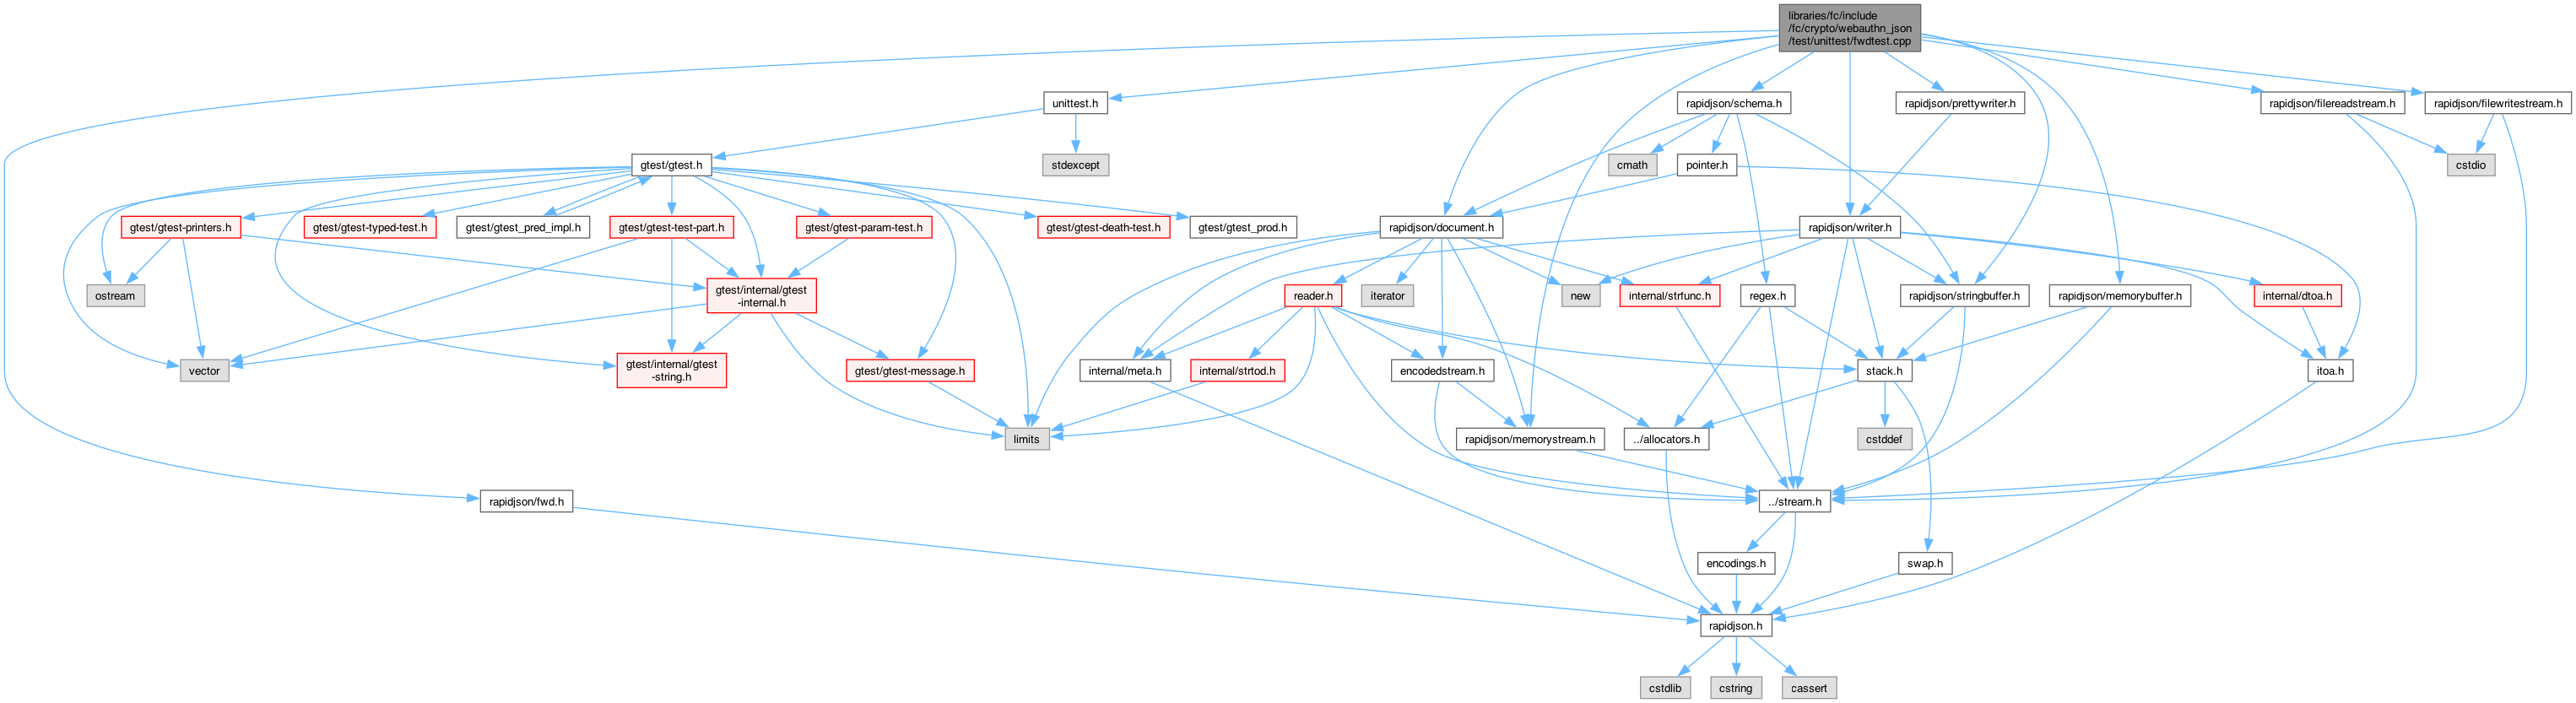 libraries/fc/include
/fc/crypto/webauthn_json
/test/unittest/fwdtest.cpp
unittest.h
rapidjson/schema.h
rapidjson/prettywriter.h
rapidjson/filereadstream.h
rapidjson/filewritestream.h
gtest/gtest.h
stdexcept
cmath
pointer.h
cstdio
gtest/gtest-printers.h
gtest/gtest-typed-test.h
gtest/gtest_pred_impl.h
gtest/gtest-test-part.h
gtest/gtest-param-test.h
gtest/gtest-death-test.h
gtest/gtest_prod.h
rapidjson/document.h
rapidjson/writer.h
ostream
gtest/internal/gtest
-internal.h
reader.h
iterator
new
internal/strfunc.h
regex.h
rapidjson/stringbuffer.h
rapidjson/memorybuffer.h
internal/dtoa.h
vector
gtest/internal/gtest
-string.h
gtest/gtest-message.h
internal/meta.h
internal/strtod.h
encodedstream.h
stack.h
itoa.h
limits
rapidjson/memorystream.h
../allocators.h
cstddef
rapidjson/fwd.h
../stream.h
encodings.h
swap.h
rapidjson.h
cstdlib
cstring
cassert